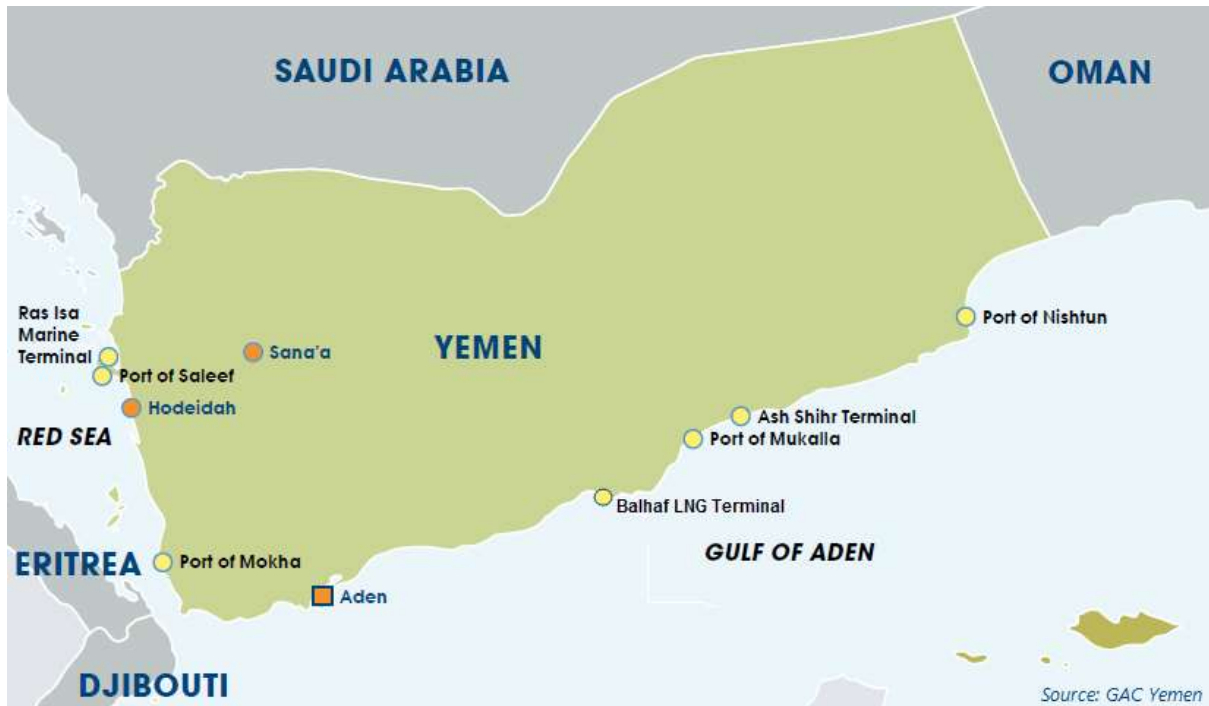 SAUDI ARABIA
OMAN
Ras Isa
Marine
Terminal
Port of Saleef
Sana'a
Hodeidah
YEMEN
Port of Nishtun
RED SEA
Ash Shihr Terminal
Port of Mukalla
Balhaf LNG Terminal
GULF OF ADEN
ERITREA
Port of Mokha
Aden
DJIBOUTI
Source: GAC Yemen